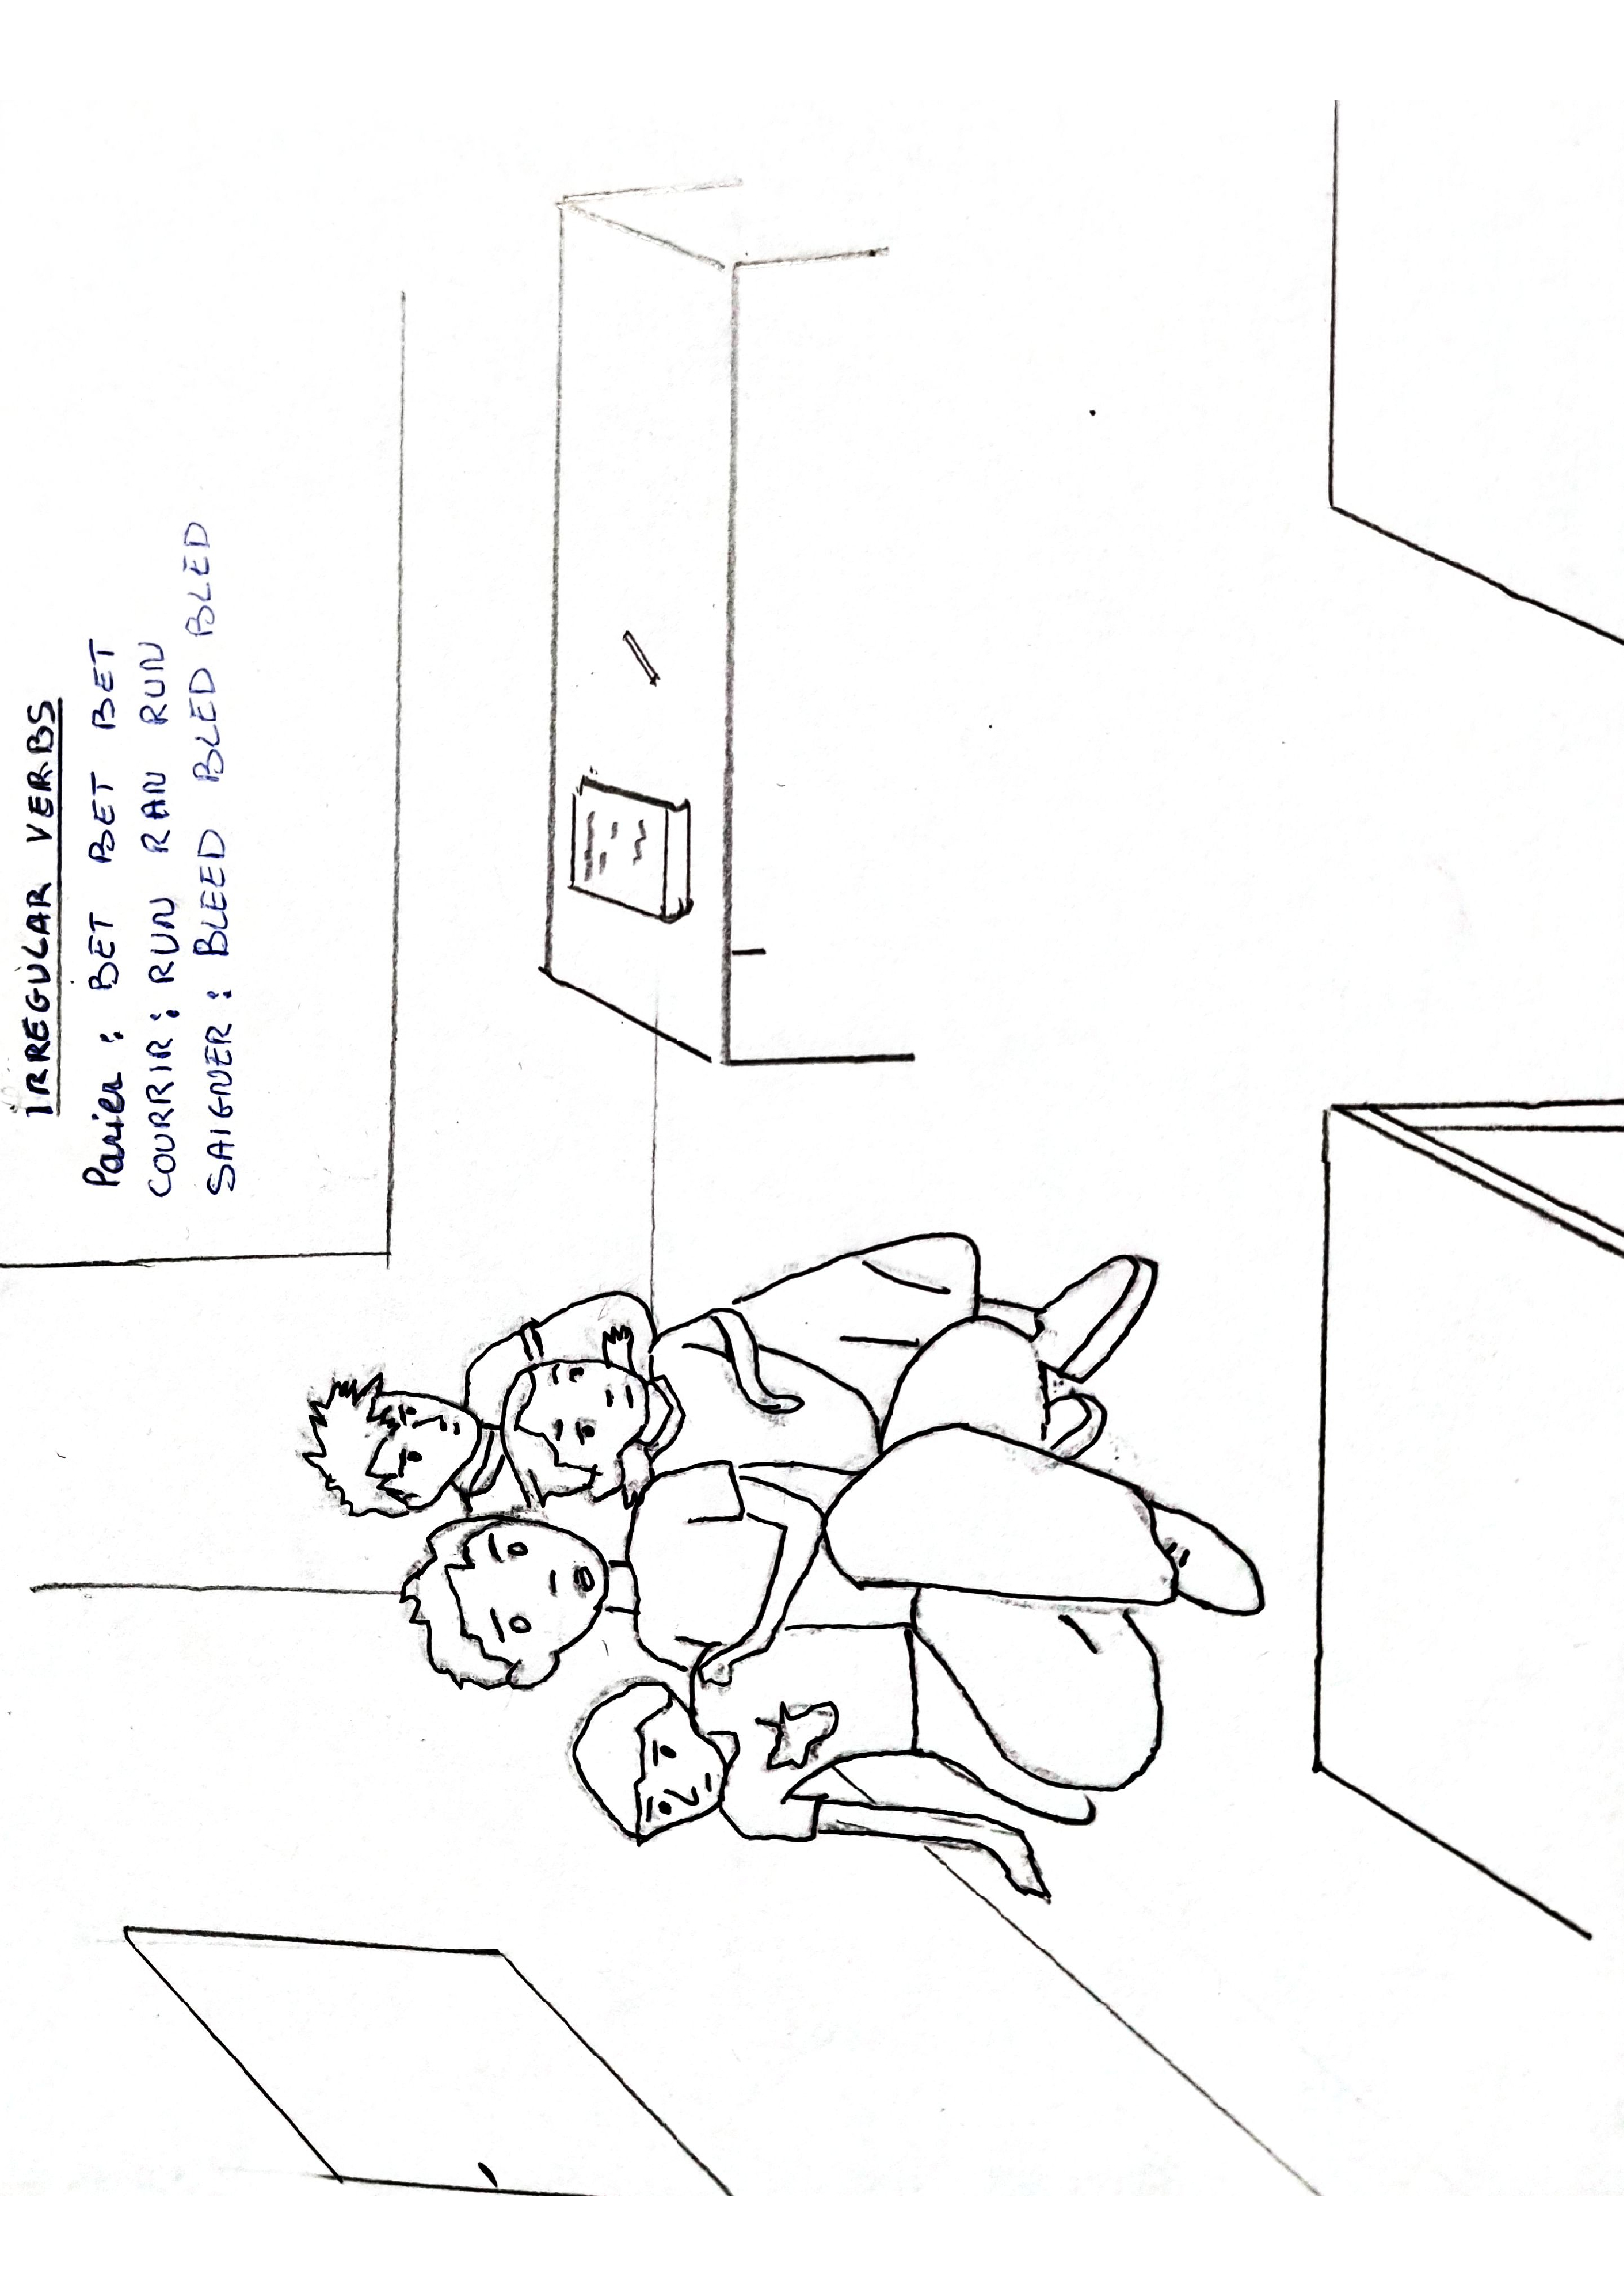 IRREGULAR VERBS
Parier : BET BET BET
COURRIR : RUN RAN RUN
SAIGNER : BLEED BLED BLED